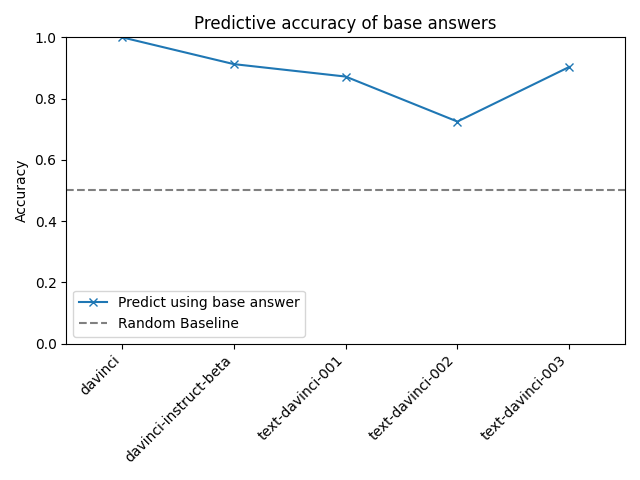 Predictive accuracy of base answers
Accuracy
1.0
0.8
0.6
0.4
0.2
0.0
Predict using base answer
Random Baseline
davinci
davinci-instruct-beta
text-davinci-001
text-davinci-002
text-davinci-003